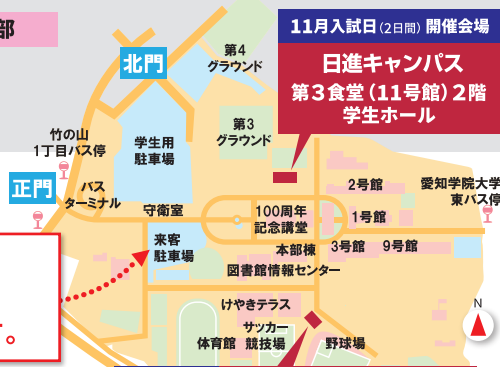 部
11月入試日(2日間) 開催会場
日進キャンパス
第3食堂(11号館)2階
学生ホール
北門
第4
グラウンド
第3
グラウンド
竹の山
1丁目バス停
学生用
駐車場
正門
バス
ターミナル
守衛室
100周年
記念講堂
2号館
1号館
愛知学院大学
東バス停
来客
駐車場
本部棟
3号館
9号館
図書館情報センター
けやきテラス
サッカー
競技場
体育館
野球場
。